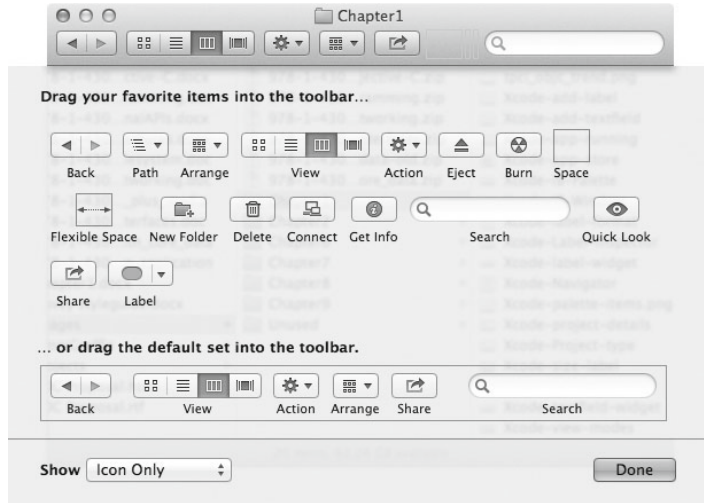 Chapter1
Drag your favorite items into the toolbar...
Back Path Arrange View Action Eject Burn Space
Flexible Space New Folder Delete Connect Get Info Search Quick Look
Share Label
... or drag the default set into the toolbar.
Back View Action Arrange Share Search
Show Icon Only Done